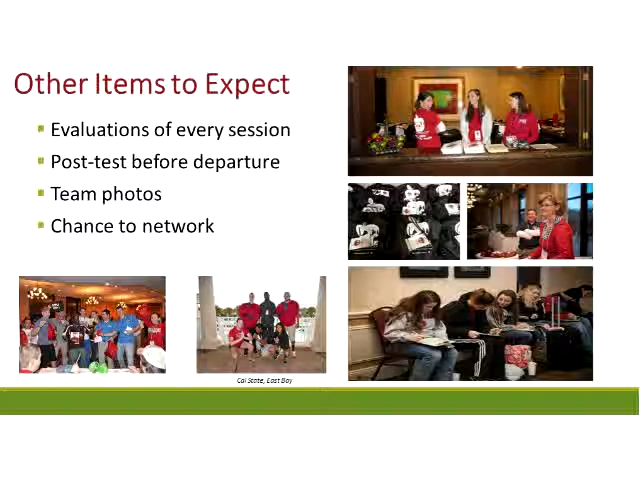 Other Items to Expect
Evaluations of every session
Post-test before departure
Team photos
Chance to network
Cal State, East Bay